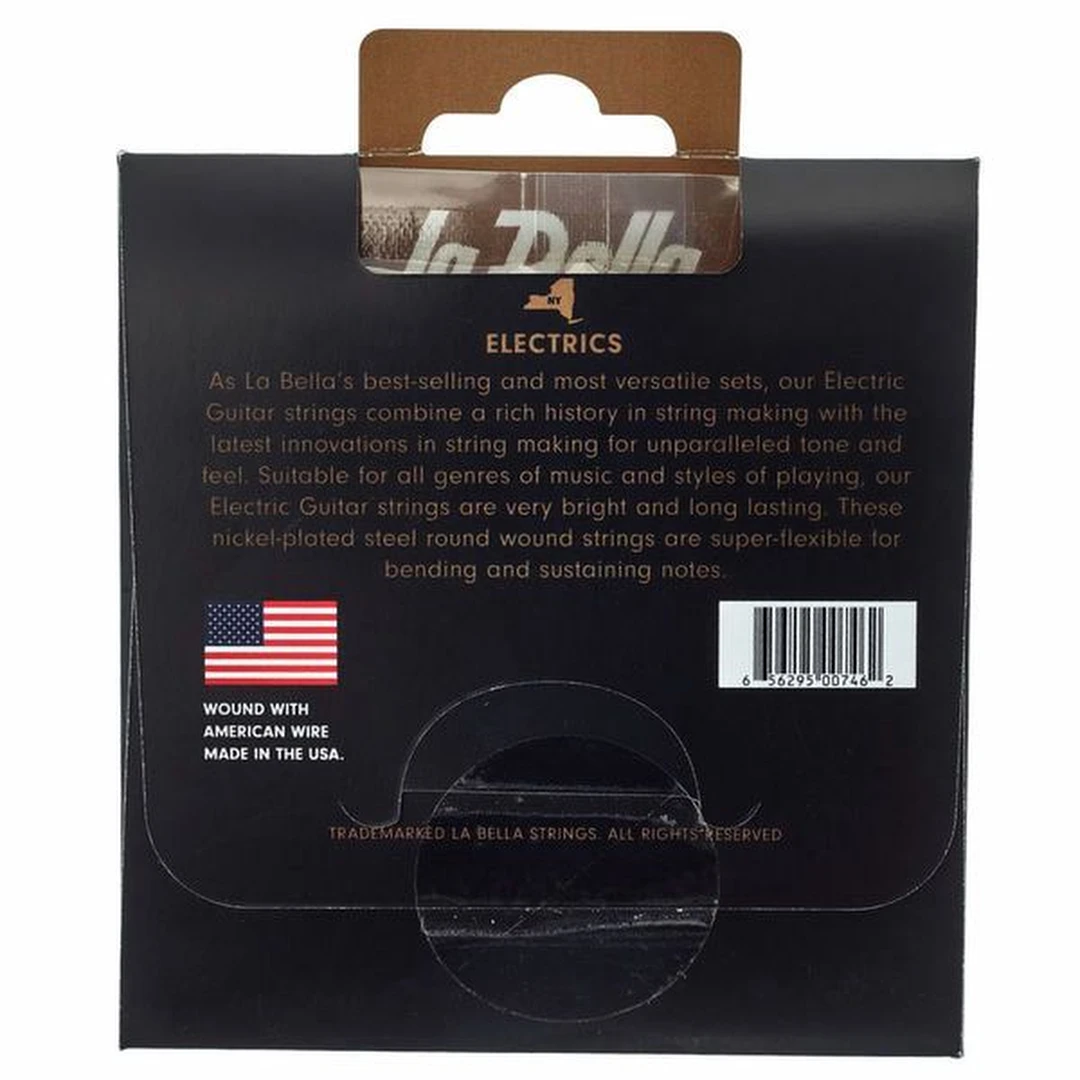 la Bella
NY
ELECTRICS
As La Bella's best-selling and most versatile sets, our Electric
Guitar strings combine a rich history in string making with the
latest innovations in string making for unparalleled tone and
feel. Suitable for all genres of music and styles of playing, our
Electric Guitar strings are very bright and long lasting. These
nickel-plated steel round wound strings are super-flexible for
bending and sustaining notes.
WOUND WITH
AMERICAN WIRE
MADE IN THE USA.
6 56295 00746 2
TRADEMARKED LA BELLA STRINGS. ALL RIGHTS RESERVED